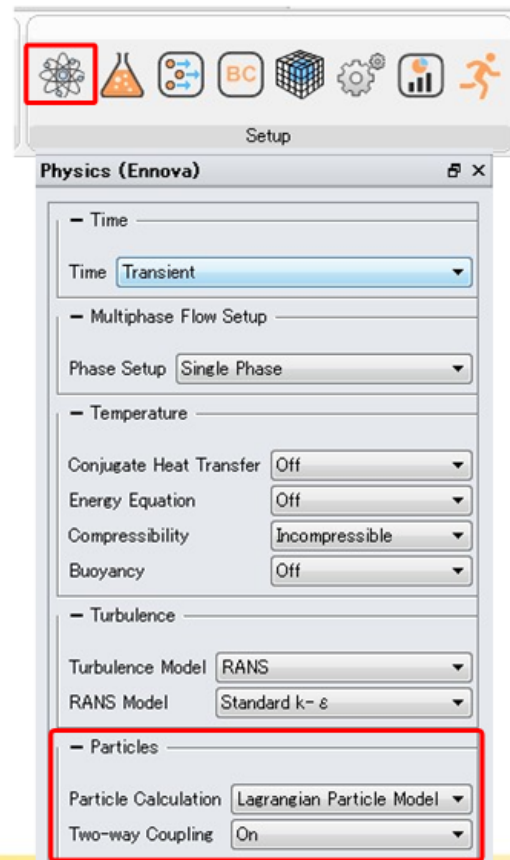 BC
Setup
Physics (Ennova)
Time
Time Transient
Multiphase Flow Setup
Phase Setup Single Phase
Temperature
Conjugate Heat Transfer Off
Energy Equation Off
Compressibility Incompressible
Buoyancy Off
Turbulence
Turbulence Model RANS
RANS Model Standard k- ε
Particles
Particle Calculation Lagrangian Particle Model
Two-way Coupling On